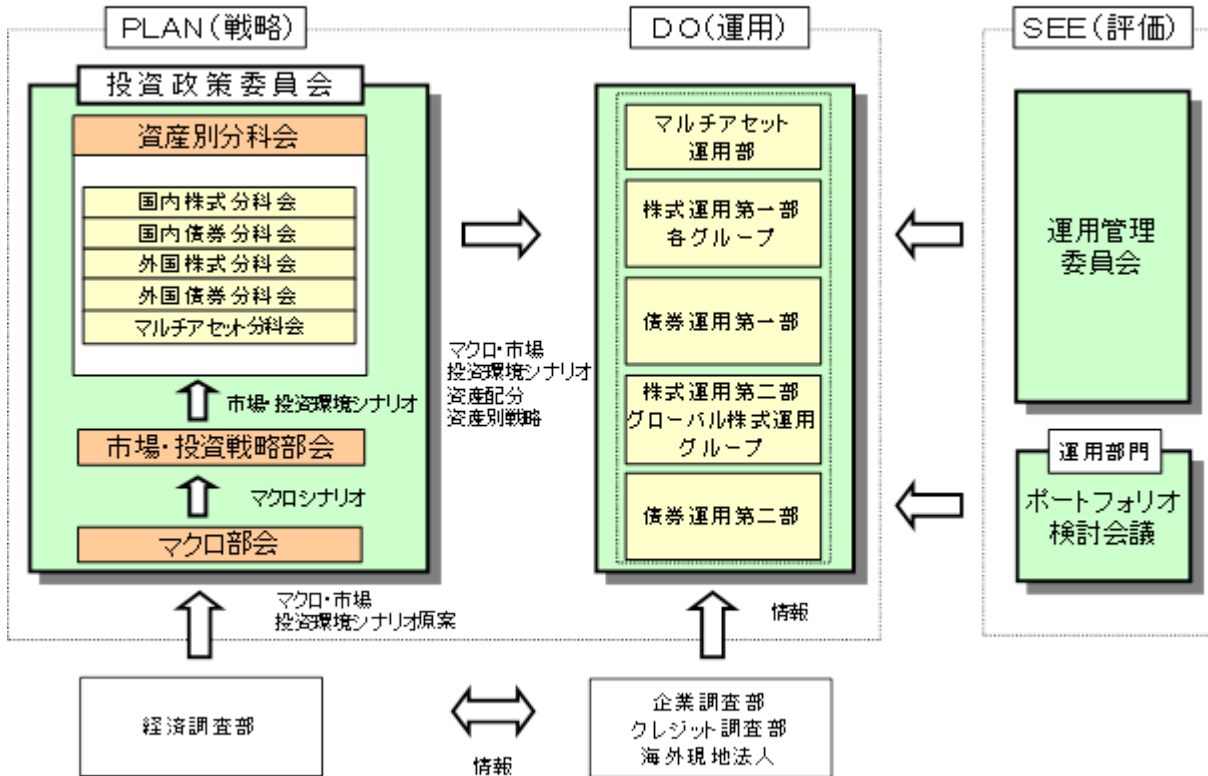 PLAN(戦略)
投資政策委員会
資産別分科会
国内株式分科会
国内債券分科会
外国株式分科会
外国債券分科会
マルチアセット分科会
市場・投資環境シナリオ
市場・投資戦略部会
マクロシナリオ
マクロ部会
マクロ・市場
投資環境シナリオ原案
経済調査部
マクロ・市場
投資環境シナリオ
資産配分
資産別戦略
DO(運用)
マルチアセット
運用部
株式運用第一部
各グループ
債券運用第一部
株式運用第二部
グローバル株式運用
グループ
債券運用第二部
情報
企業調査部
クレジット調査部
海外現地法人
情報
SEE(評価)
運用管理
委員会
運用部門
ポートフォリオ
検討会議